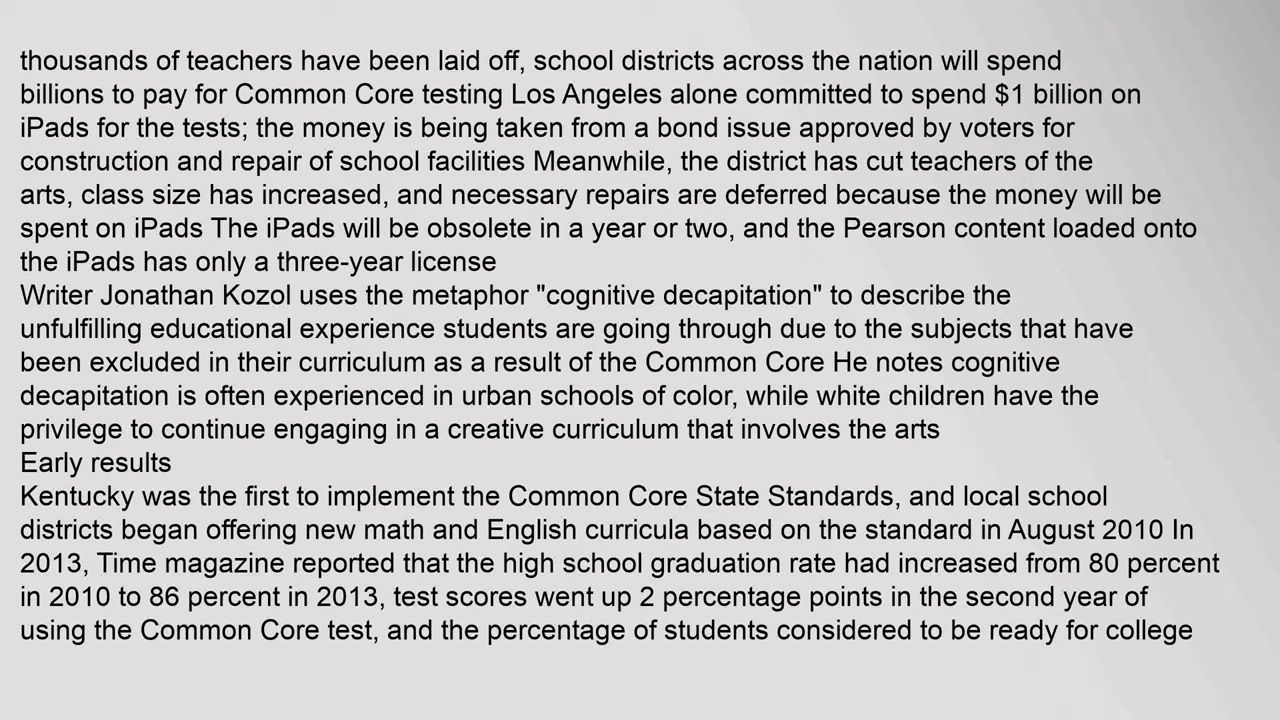 thousands of teachers have been laid off, school districts across the nation will spend
billions to pay for Common Core testing Los Angeles alone committed to spend $1 billion on
iPads for the tests; the money is being taken from a bond issue approved by voters for
construction and repair of school facilities Meanwhile, the district has cut teachers of the
arts, class size has increased, and necessary repairs are deferred because the money will be
spent on iPads The iPads will be obsolete in a year or two, and the Pearson content loaded onto
the iPads has only a three-year license
Writer Jonathan Kozol uses the metaphor "cognitive decapitation" to describe the
unfulfilling educational experience students are going through due to the subjects that have
been excluded in their curriculum as a result of the Common Core He notes cognitive
decapitation is often experienced in urban schools of color, while white children have the
privilege to continue engaging in a creative curriculum that involves the arts
Early results
Kentucky was the first to implement the Common Core State Standards, and local school
districts began offering new math and English curricula based on the standard in August 2010 In
2013, Time magazine reported that the high school graduation rate had increased from 80 percent
in 2010 to 86 percent in 2013, test scores went up 2 percentage points in the second year of
using the Common Core test, and the percentage of students considered to be ready for college